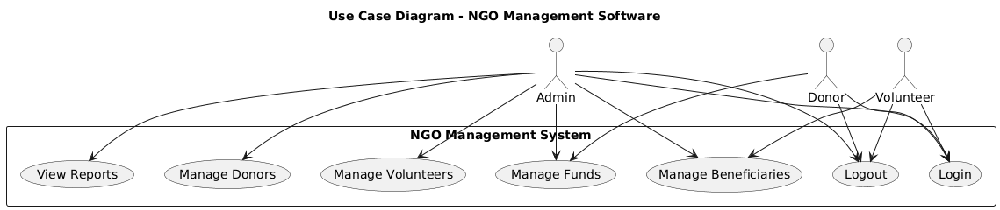 Use Case Diagram - NGO Management Software
Admin
Donor
Volunteer
NGO Management System
View Reports
Manage Donors
Manage Volunteers
Manage Funds
Manage Beneficiaries
Logout
Login